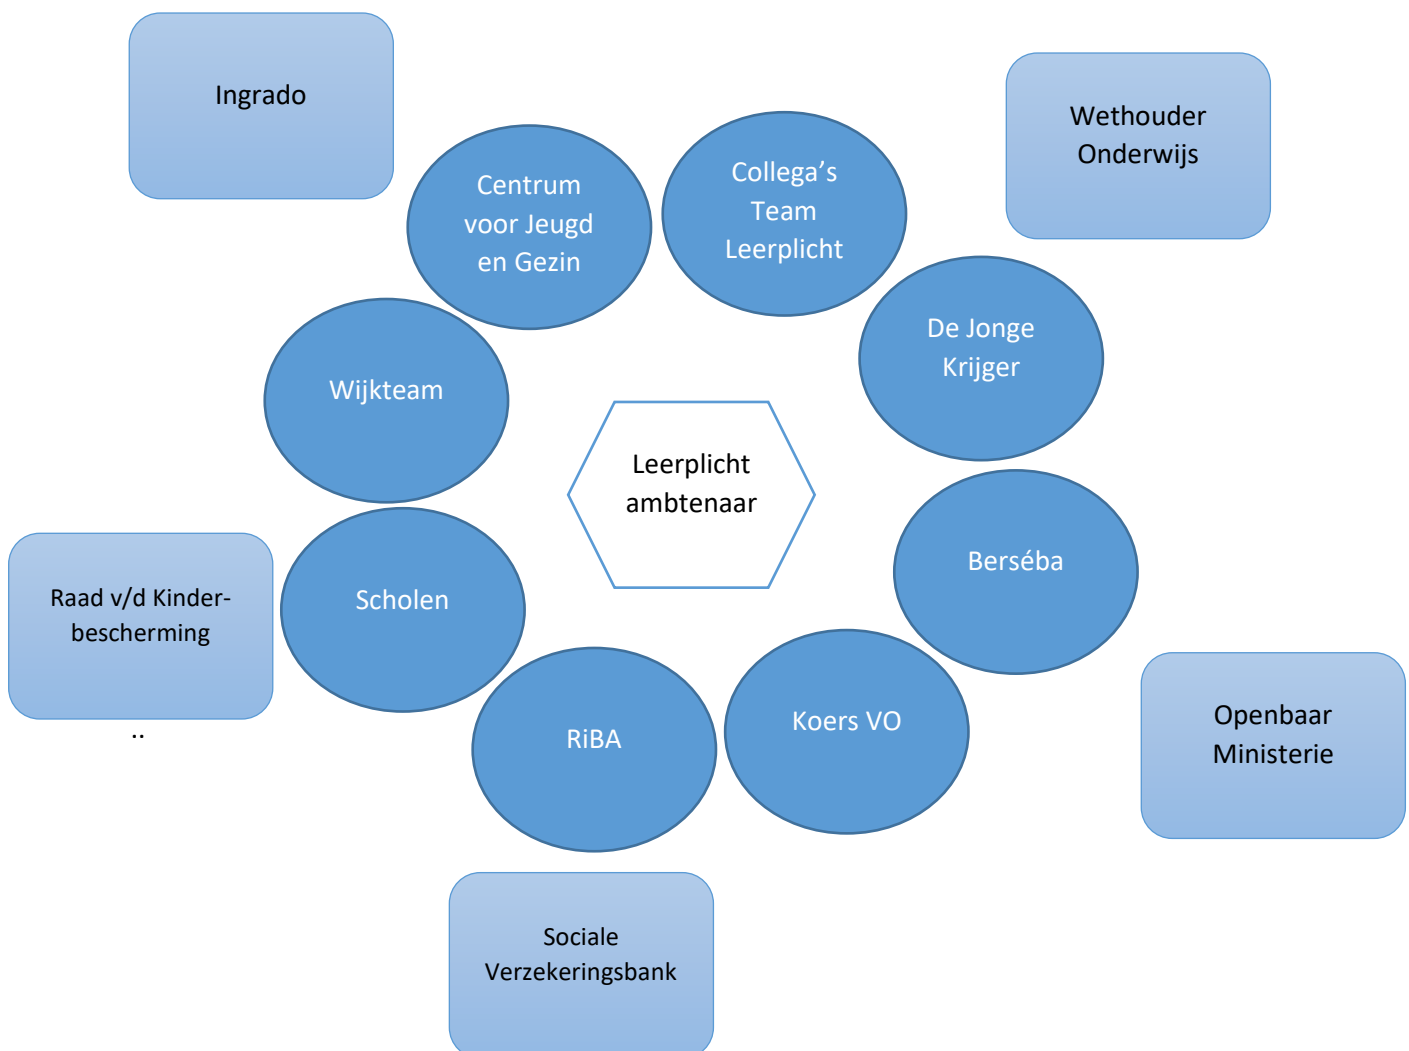 Ingrado
Wethouder
Onderwijs
Centrum
voor Jeugd
en Gezin
Collega’s
Team
Leerplicht
De Jonge
Krijger
Wijkteam
Leerplicht
ambtenaar
Berséba
Scholen
Raad v/d Kinder-
bescherming
..
RiBA
Koers VO
Openbaar
Ministerie
Sociale
Verzekeringsbank